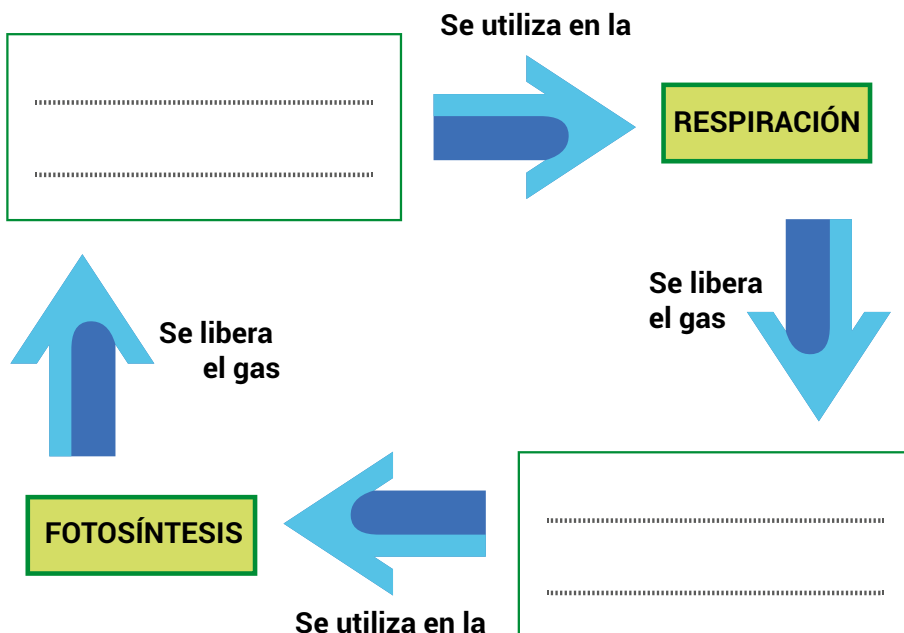 Se utiliza en la
RESPIRACIÓN
Se libera
el gas
Se libera
el gas
FOTOSÍNTESIS
Se utiliza en la